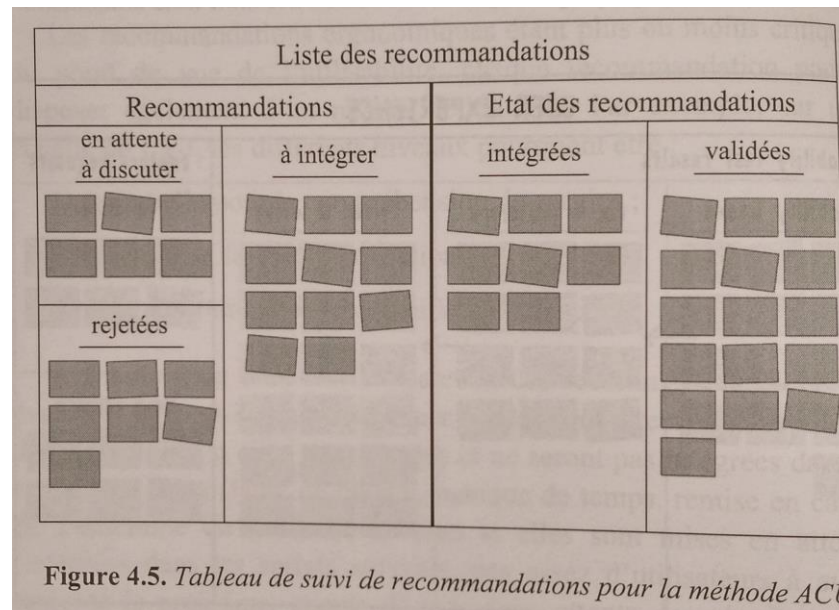 Liste des recommandations
Recommandations
Etat des recommandations
en attente
à discuter
à intégrer
intégrées
validées
rejetées
Figure 4.5. Tableau de suivi de recommandations pour la méthode